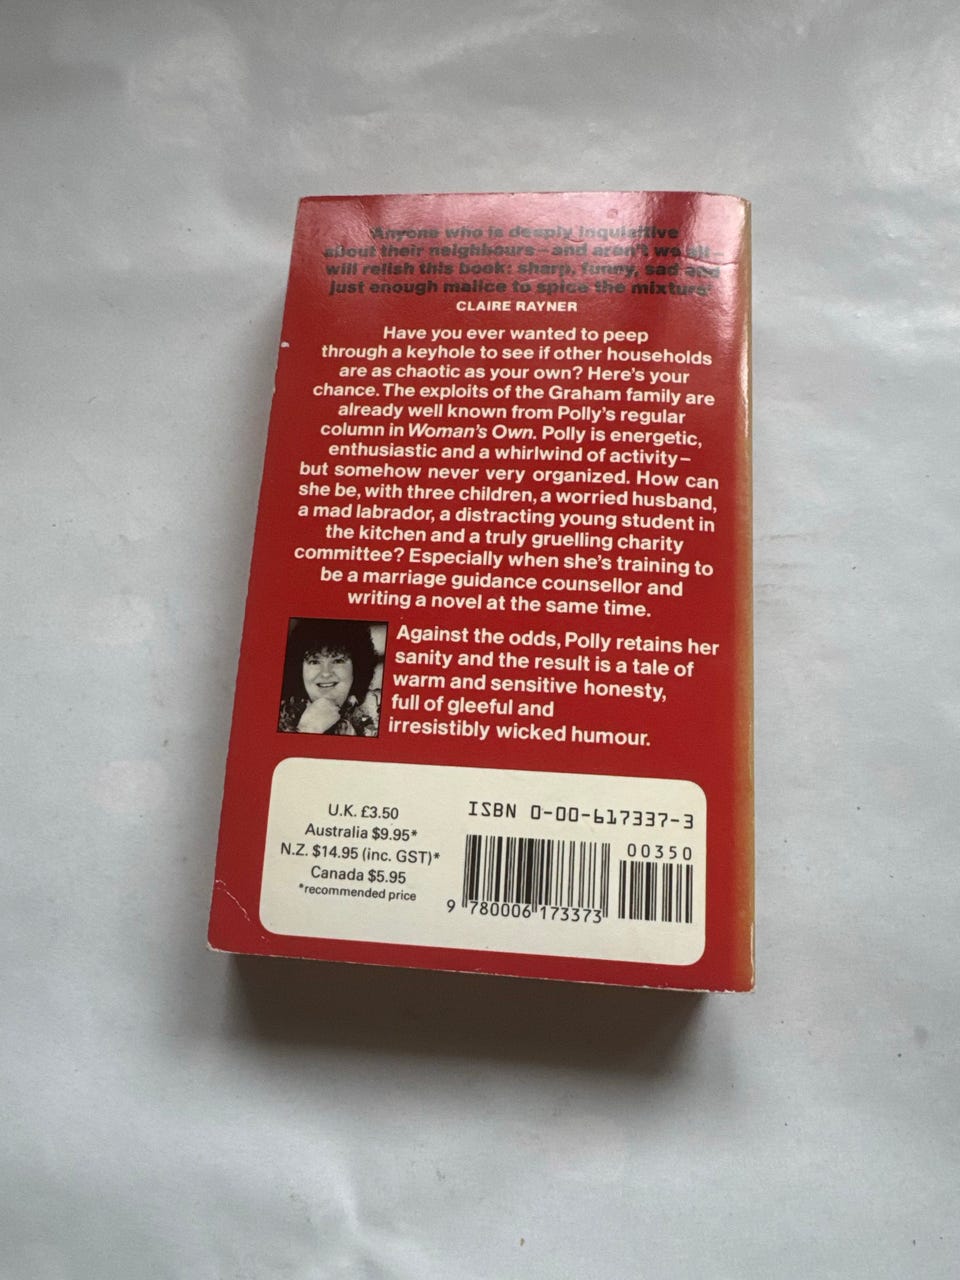 Anyone who is deeply inquisitive
about their neighbours – and aren't we all –
will relish this book: sharp, funny, sad and
just enough malice to spice the mixture'
CLAIRE RAYNER
Have you ever wanted to peep
through a keyhole to see if other households
are as chaotic as your own? Here's your
chance. The exploits of the Graham family are
already well known from Polly's regular
column in Woman's Own. Polly is energetic,
enthusiastic and a whirlwind of activity –
but somehow never very organized. How can
she be, with three children, a worried husband,
a mad labrador, a distracting young student in
the kitchen and a truly gruelling charity
committee? Especially when she's training to
be a marriage guidance counsellor and
writing a novel at the same time.
Against the odds, Polly retains her
sanity and the result is a tale of
warm and sensitive honesty,
full of gleeful and
irresistibly wicked humour.
U.K. £3.50
Australia $9.95*
N.Z. $14.95 (inc. GST)*
Canada $5.95
*recommended price
ISBN 0-00-617337-3
00350
9 780006 173373